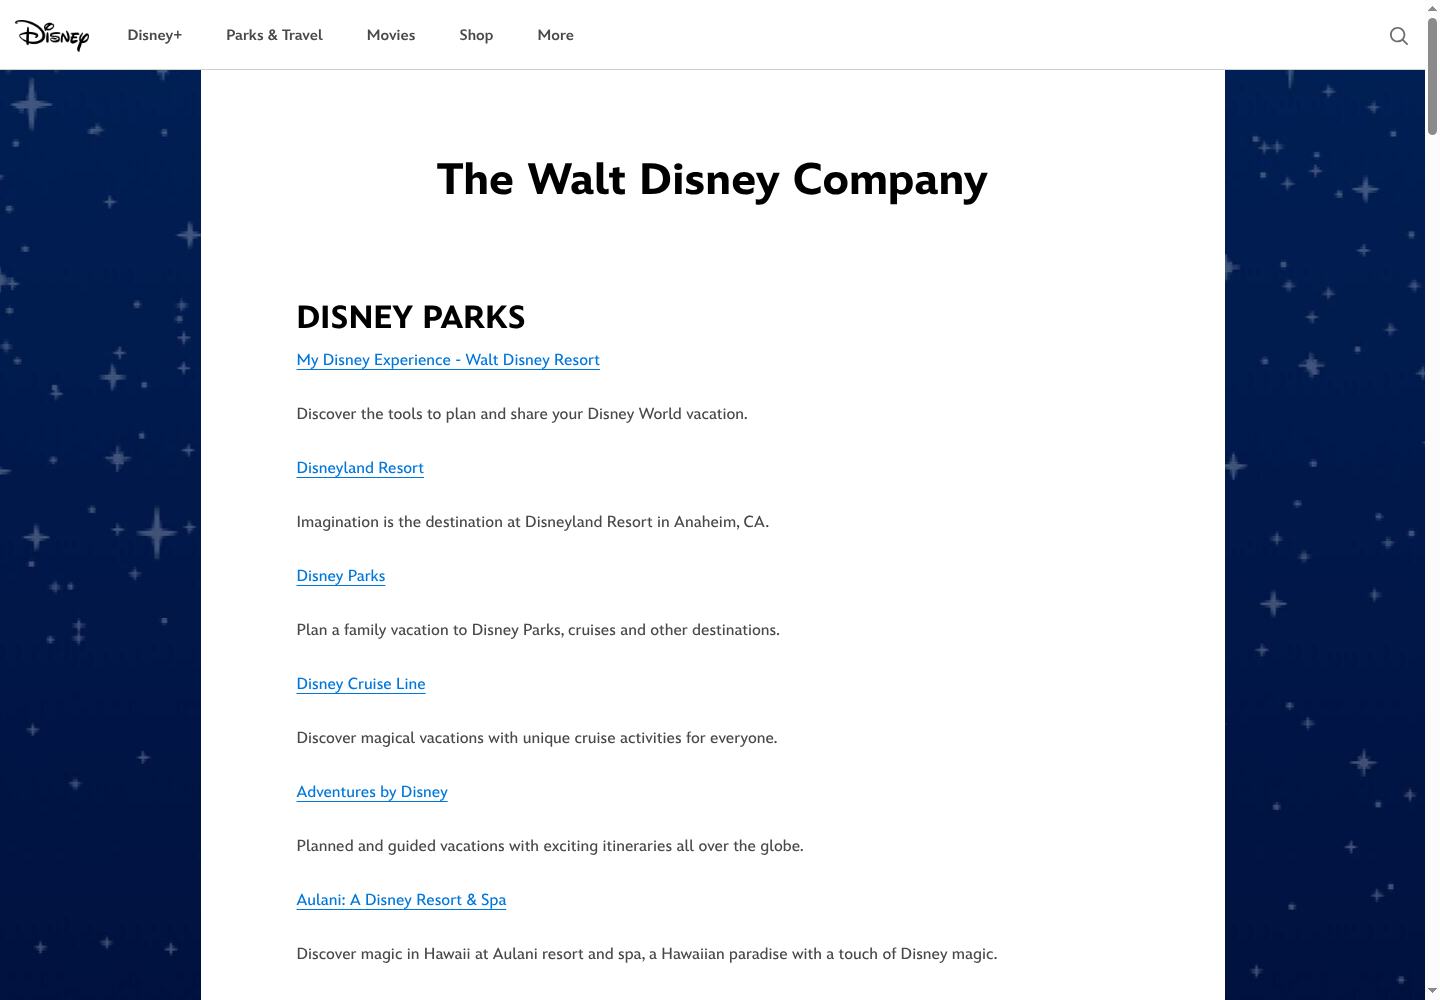 Disney
Disney+
Parks & Travel
Movies
Shop
More
The Walt Disney Company
DISNEY PARKS
My Disney Experience - Walt Disney Resort
Discover the tools to plan and share your Disney World vacation.
Disneyland Resort
Imagination is the destination at Disneyland Resort in Anaheim, CA.
Disney Parks
Plan a family vacation to Disney Parks, cruises and other destinations.
Disney Cruise Line
Discover magical vacations with unique cruise activities for everyone.
Adventures by Disney
Planned and guided vacations with exciting itineraries all over the globe.
Aulani: A Disney Resort & Spa
Discover magic in Hawaii at Aulani resort and spa, a Hawaiian paradise with a touch of Disney magic.